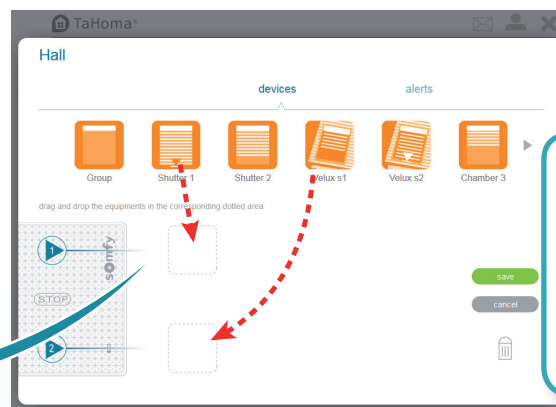 TaHoma®
Hall
devices alerts
Group Shutter 1 Shutter 2 Velux s1 Velux s2 Chamber 3
drag and drop the equipments in the corresponding dotted area
1
somfy
STOP
2
save
cancel